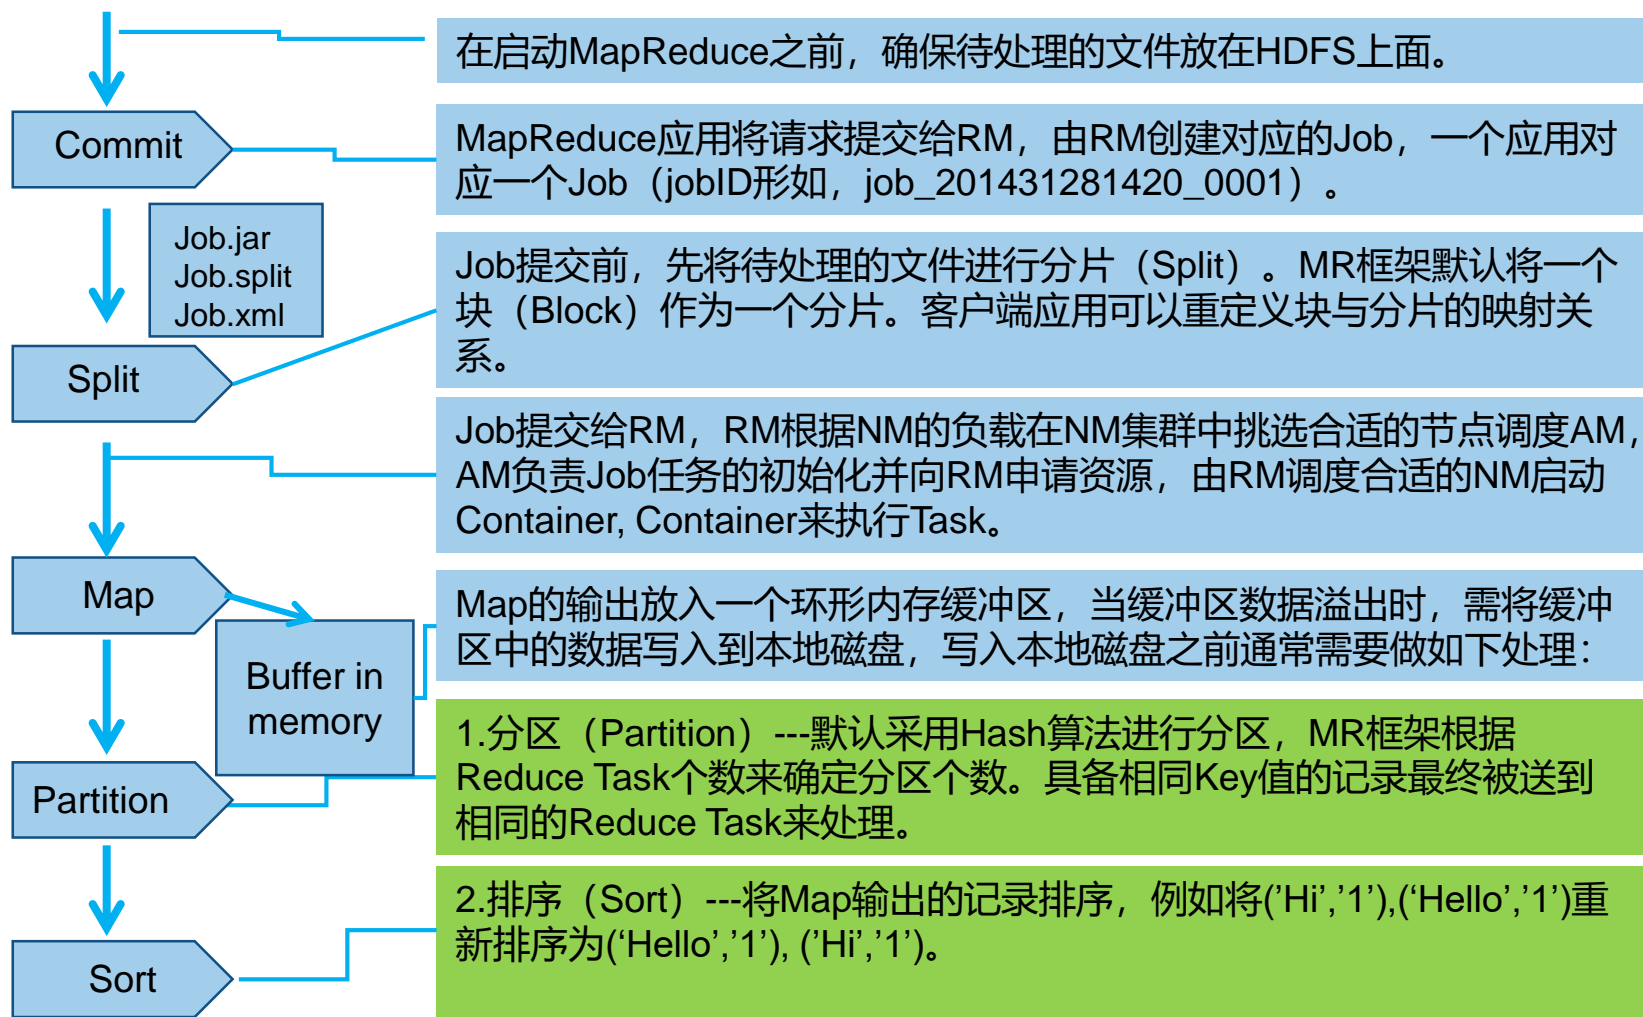 在启动MapReduce之前，确保待处理的文件放在HDFS上面。
Commit
MapReduce应用将请求提交给RM，由RM创建对应的Job，一个应用对
应一个Job（jobID形如，job_201431281420_0001）。
Job.jar
Job.split
Job.xml
Job提交前，先将待处理的文件进行分片（Split）。MR框架默认将一个
块（Block）作为一个分片。客户端应用可以重定义块与分片的映射关
系。
Split
Job提交给RM，RM根据NM的负载在NM集群中挑选合适的节点调度AM，
AM负责Job任务的初始化并向RM申请资源，由RM调度合适的NM启动
Container, Container来执行Task。
Map
Map的输出放入一个环形内存缓冲区，当缓冲区数据溢出时，需将缓冲
区中的数据写入到本地磁盘，写入本地磁盘之前通常需要做如下处理：
Buffer in
memory
1.分区（Partition）---默认采用Hash算法进行分区，MR框架根据
Reduce Task个数来确定分区个数。具备相同Key值的记录最终被送到
相同的Reduce Task来处理。
Partition
2.排序（Sort）---将Map输出的记录排序，例如将('Hi','1'),(‘Hello’,’1’)重
新排序为(‘Hello’,’1’), (’Hi’,’1’)。
Sort